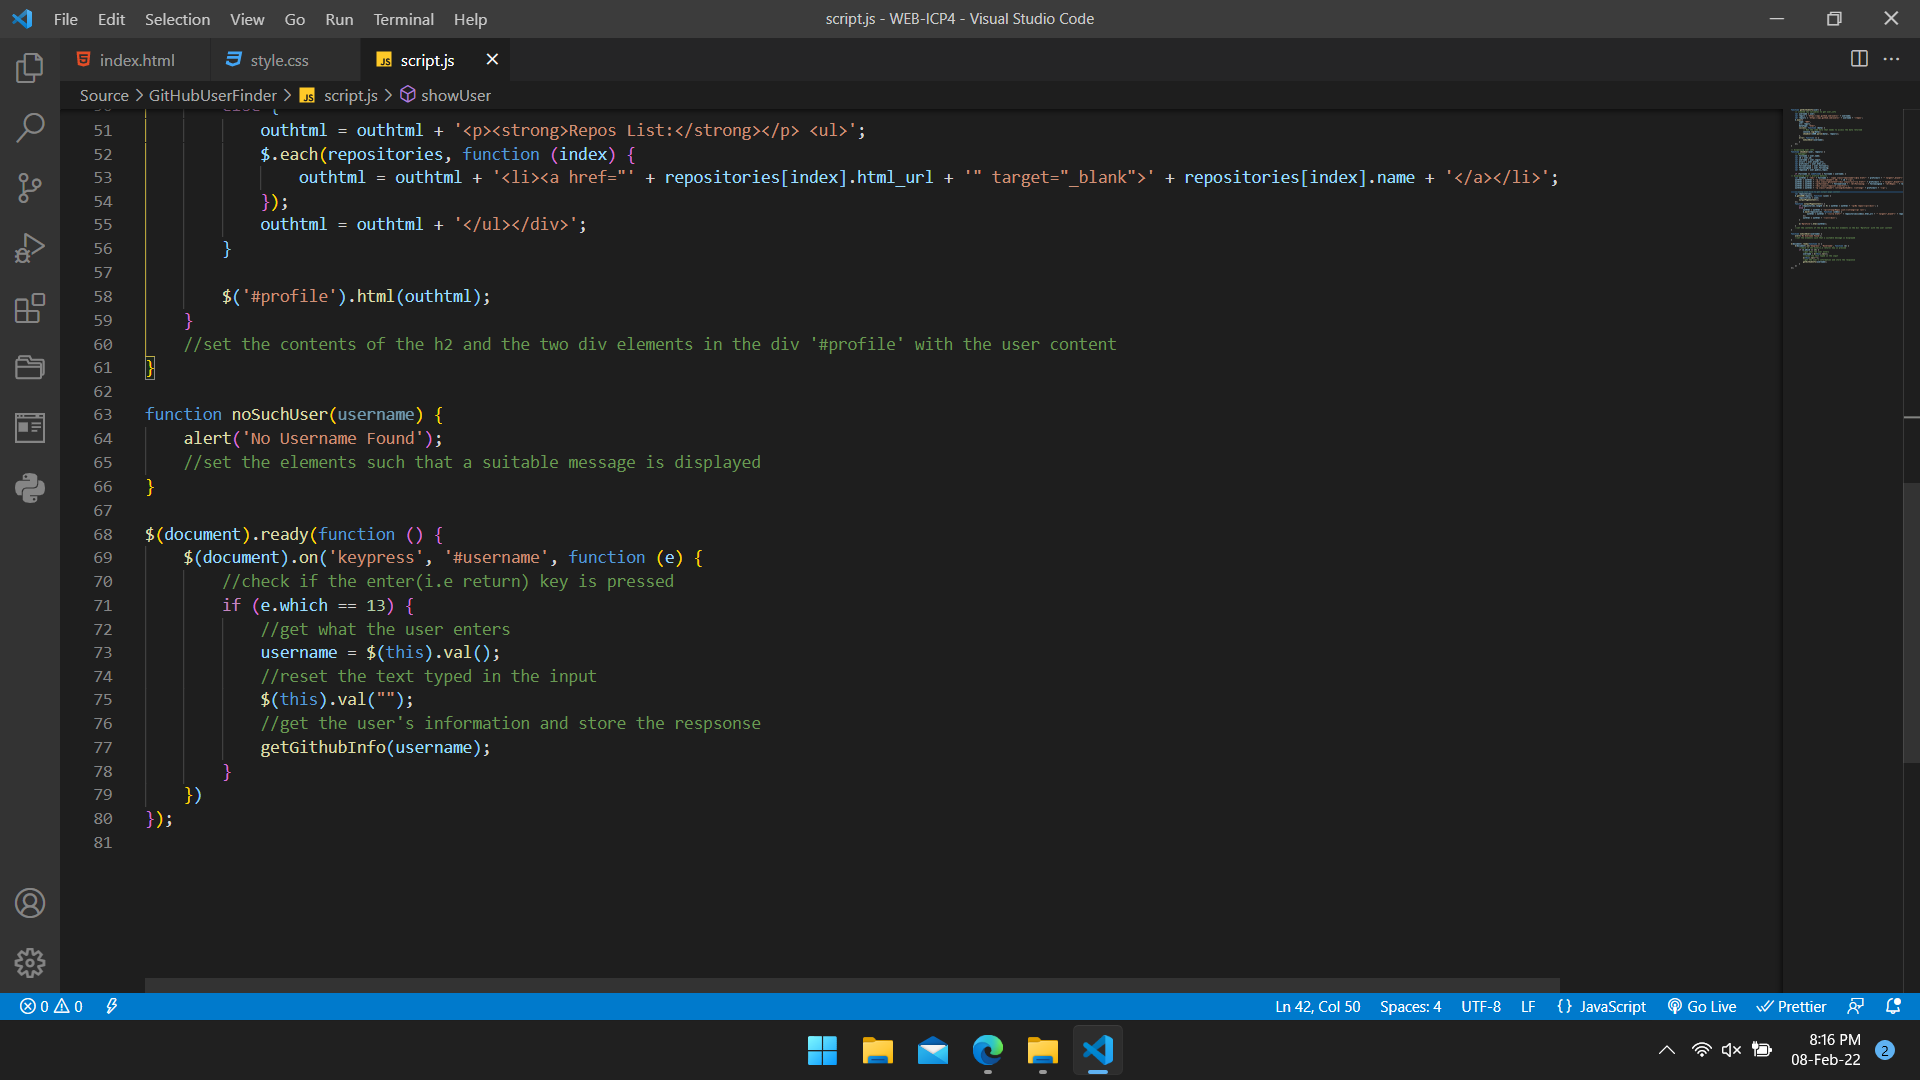 File Edit Selection View Go Run Terminal Help script.js - WEB-ICP4 - Visual Studio Code
index.html style.css script.js
Source > GitHubUserFinder > script.js > showUser
51 outhtml = outhtml + '<p><strong>Repos List:</strong></p> <ul>';
52 $.each(repositories, function (index) {
53 outhtml = outhtml + '<li><a href="' + repositories[index].html_url + '" target="_blank">' + repositories[index].name + '</a></li>';
54 });
55 outhtml = outhtml + '</ul></div>';
56 }
57
58 $('#profile').html(outhtml);
59 }
60 //set the contents of the h2 and the two div elements in the div '#profile' with the user content
61 }
62
63 function noSuchUser(username) {
64 alert('No Username Found');
65 //set the elements such that a suitable message is displayed
66 }
67
68 $(document).ready(function () {
69 $(document).on('keypress', '#username', function (e) {
70 //check if the enter(i.e return) key is pressed
71 if (e.which == 13) {
72 //get what the user enters
73 username = $(this).val();
74 //reset the text typed in the input
75 $(this).val("");
76 //get the user's information and store the respsonse
77 getGithubInfo(username);
78 }
79 })
80 });
81
0 0 Ln 42, Col 50 Spaces: 4 UTF-8 LF {} JavaScript Go Live Prettier
8:16 PM
08-Feb-22 2